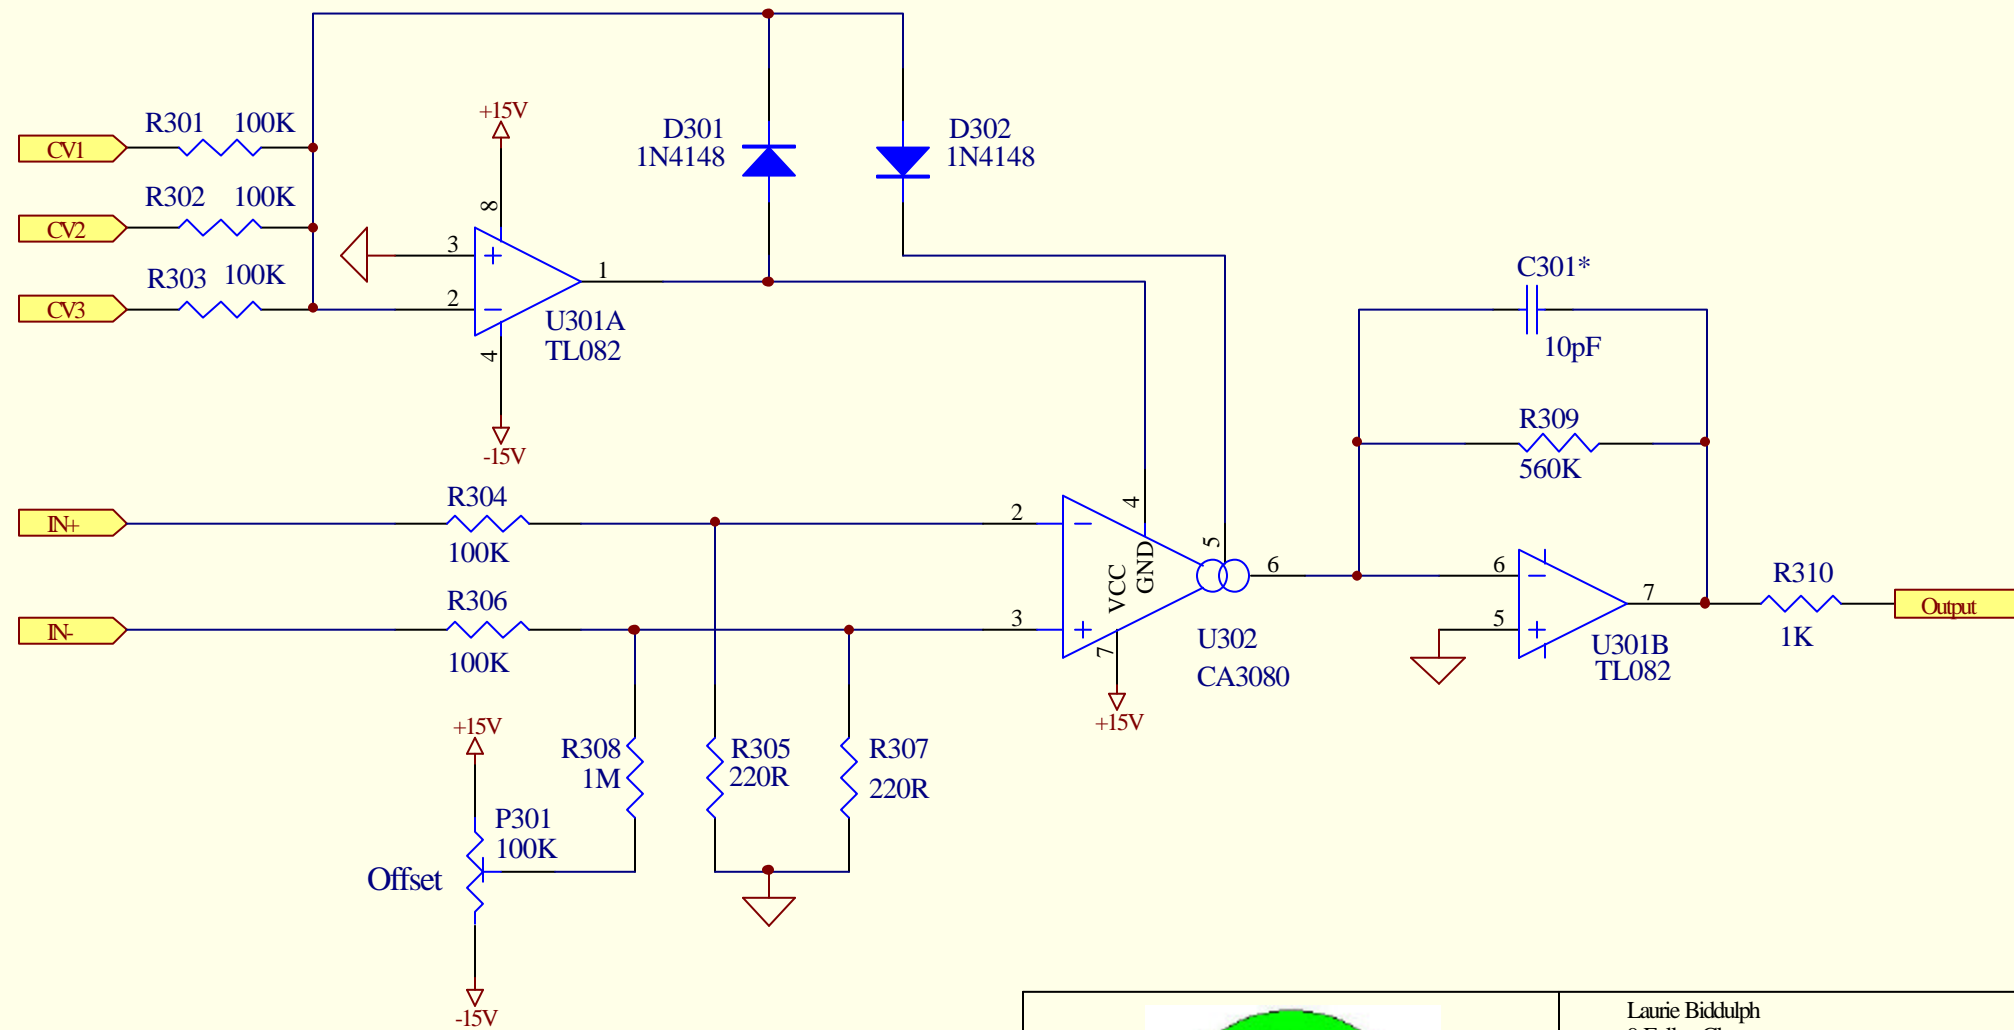 R301 100K
CV1
R302 100K
CV2
R303 100K
CV3
+15V
8
3
2
1
4
U301A
TL082
-15V
D301
1N4148
D302
1N4148
C301*
10pF
R309
560K
IN+
R304
100K
2
4
5
VCC
GND
6
IN-
R306
100K
3
7
+15V
U302
CA3080
6
5
7
U301B
TL082
R310
1K
Output
+15V
R308
1M
R305
220R
R307
220R
P301
100K
Offset
-15V
Laurie Biddulph